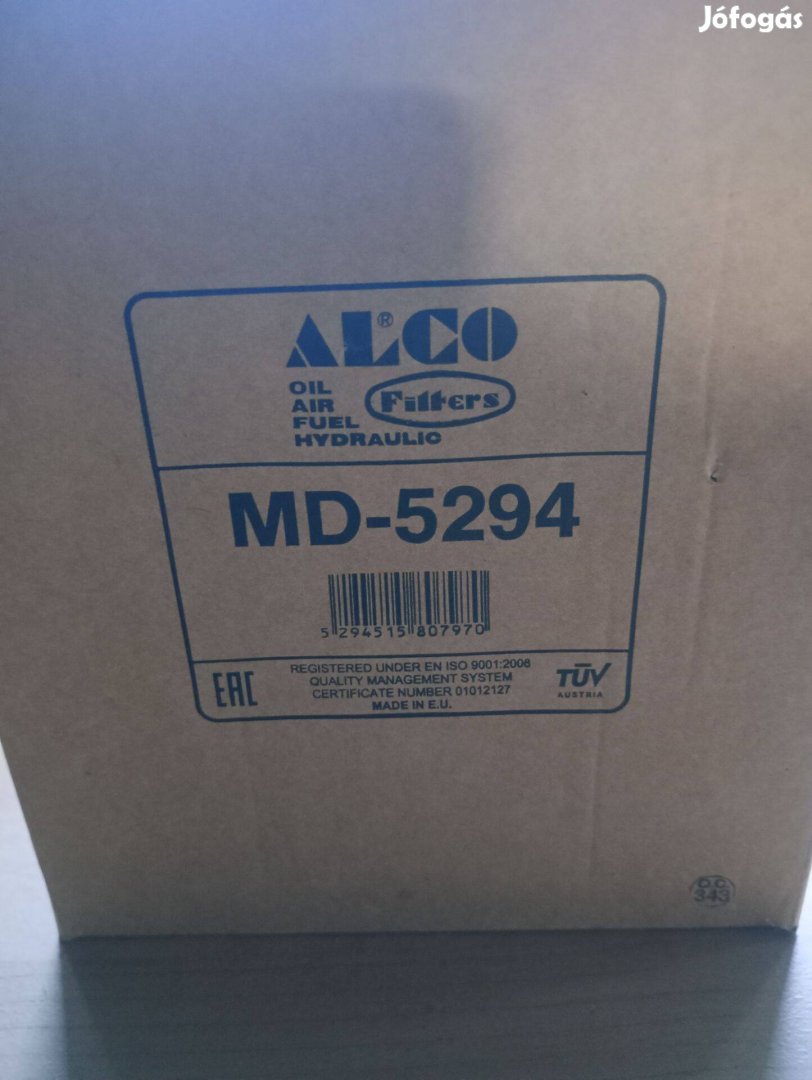 Jófogás
ALCO®
OIL
AIR
FUEL
HYDRAULIC
Filters
MD-5294
5 294515 807970
EAC
REGISTERED UNDER EN ISO 9001:2008
QUALITY MANAGEMENT SYSTEM
CERTIFICATE NUMBER 01012127
MADE IN E.U.
TÜV
AUSTRIA
O.C.
343